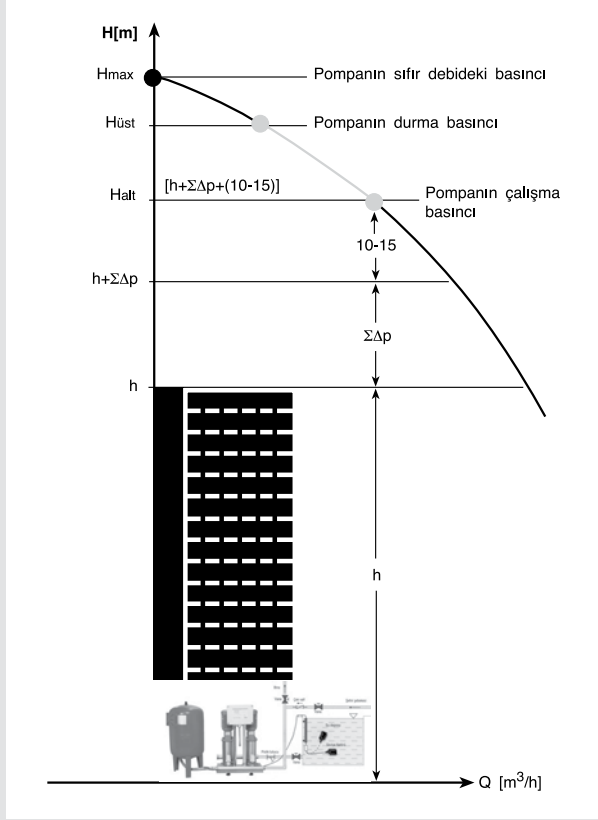 H[m]
Hmax
Pompanın sıfır debideki basıncı
Hüst
Pompanın durma basıncı
Halt
[h+ΣΔp+(10-15)]
Pompanın çalışma
basıncı
10-15
h+ΣΔp
ΣΔp
h
h
Q [m³/h]